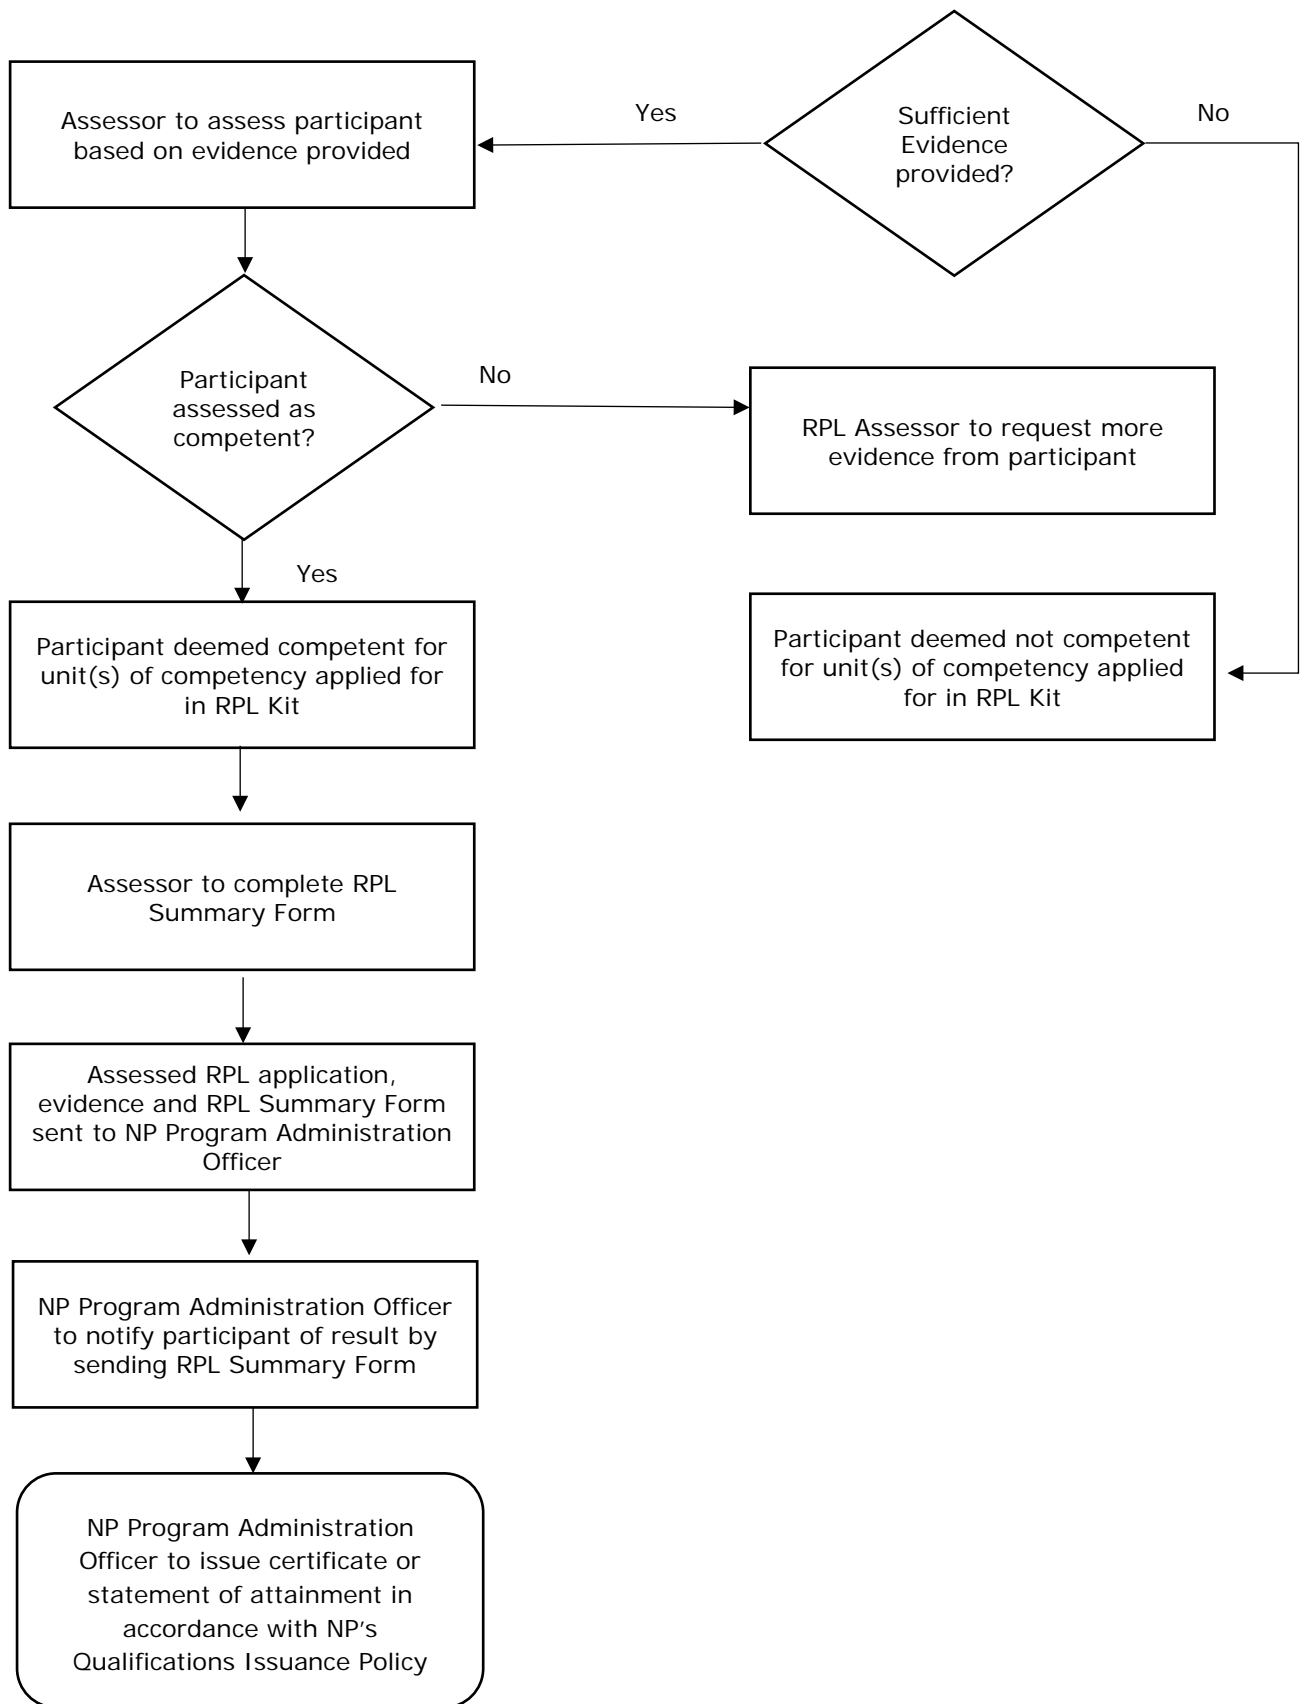 Sufficient
Evidence
provided?
Yes
No
Assessor to assess participant
based on evidence provided
Participant
assessed as
competent?
No
RPL Assessor to request more
evidence from participant
Yes
Participant deemed competent for
unit(s) of competency applied for
in RPL Kit
Participant deemed not competent
for unit(s) of competency applied
for in RPL Kit
Assessor to complete RPL
Summary Form
Assessed RPL application,
evidence and RPL Summary Form
sent to NP Program Administration
Officer
NP Program Administration Officer
to notify participant of result by
sending RPL Summary Form
NP Program Administration
Officer to issue certificate or
statement of attainment in
accordance with NP's
Qualifications Issuance Policy